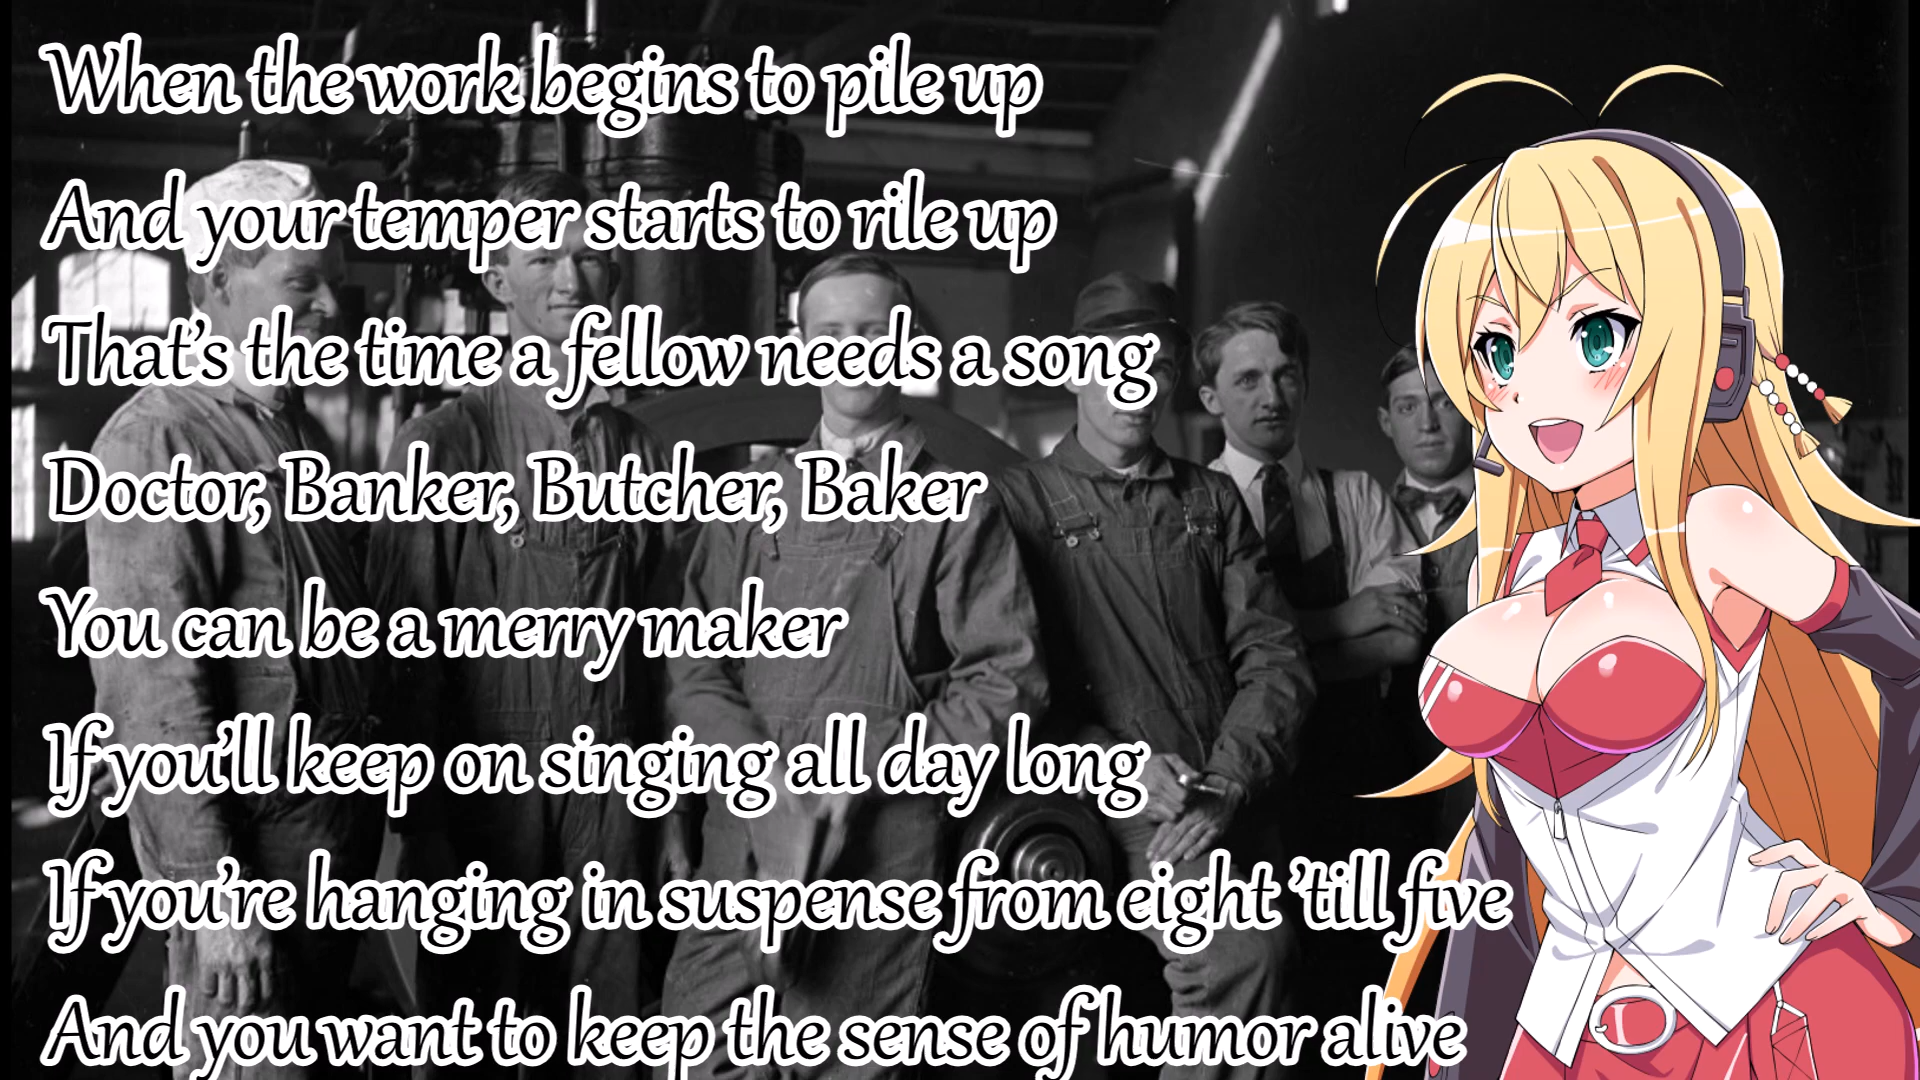 When the work begins to pile up
And your temper starts to rile up
That's the time a fellow needs a song
Doctor, Banker, Butcher, Baker
You can be a merry maker
If you'll keep on singing all day long
If you're hanging in suspense from eight 'till five
And you want to keep the sense of humor alive